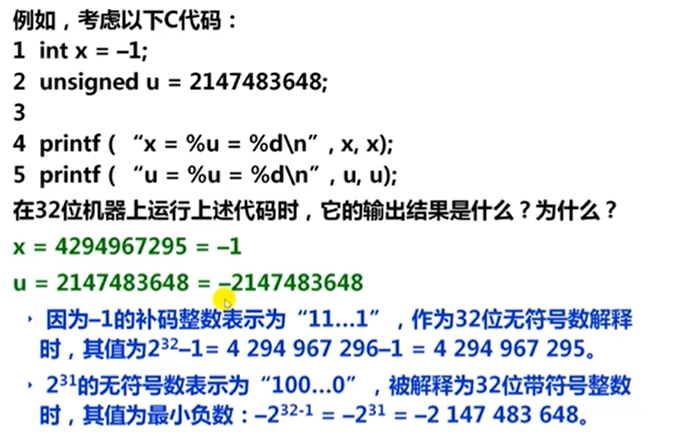 例如，考虑以下C代码：
1 int x = –1;
2 unsigned u = 2147483648;
3
4 printf ( “x = %u = %d\n” , x, x);
5 printf ( “u = %u = %d\n” , u, u);
在32位机器上运行上述代码时，它的输出结果是什么？为什么？
x = 4294967295 = –1
u = 2147483648 = –2147483648
因为–1的补码整数表示为“11…1”，作为32位无符号数解释
时，其值为2³²–1= 4 294 967 296–1 = 4 294 967 295。
2³¹的无符号数表示为“100…0”，被解释为32位带符号整数
时，其值为最小负数：–2³²⁻¹ = –2³¹ = –2 147 483 648。